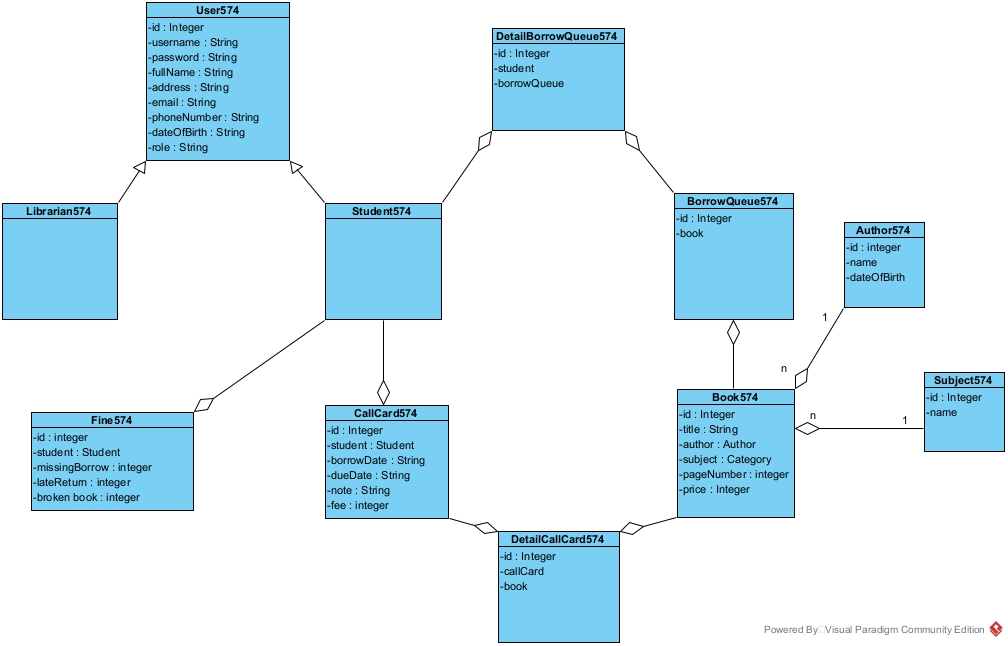 User574
-id : Integer
-username : String
-password : String
-fullName : String
-address : String
-email : String
-phoneNumber : String
-dateOfBirth : String
-role : String
DetailBorrowQueue574
-id : Integer
-student
-borrowQueue
Librarian574
Student574
BorrowQueue574
-id : Integer
-book
Author574
-id : integer
-name
-dateOfBirth
1
n
Subject574
-id : Integer
-name
n
1
Book574
-id : Integer
-title : String
-author : Author
-subject : Category
-pageNumber : integer
-price : Integer
Fine574
-id : integer
-student : Student
-missingBorrow : integer
-lateReturn : integer
-broken book : integer
CallCard574
-id : Integer
-student : Student
-borrowDate : String
-dueDate : String
-note : String
-fee : integer
DetailCallCard574
-id : Integer
-callCard
-book
Powered By Visual Paradigm Community Edition